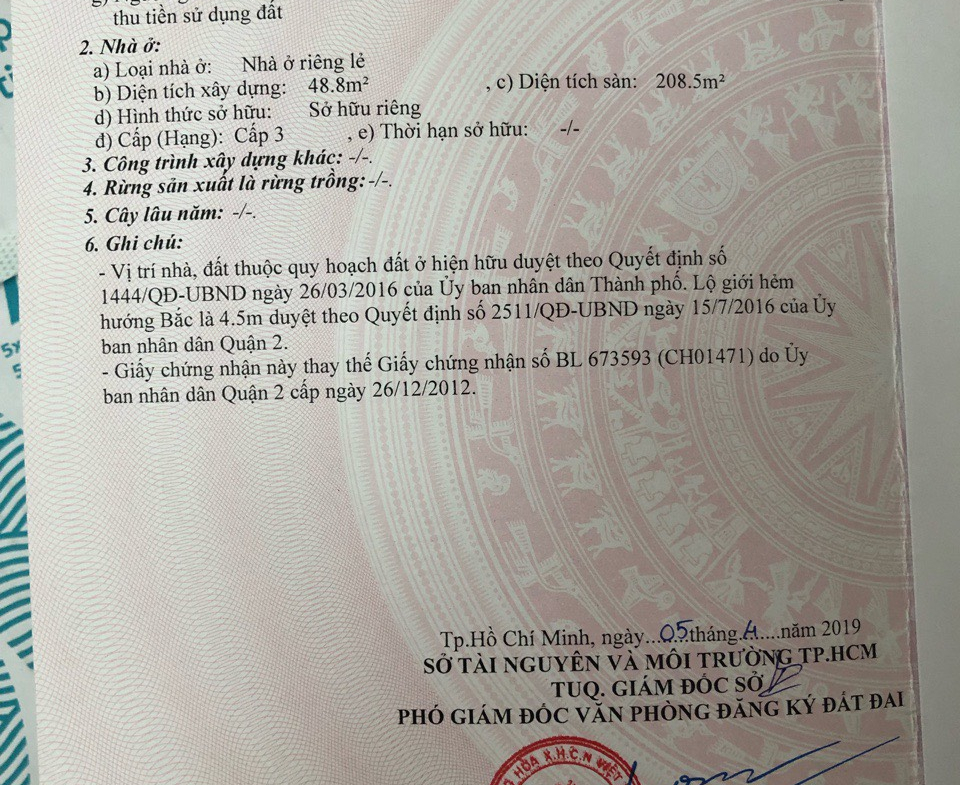 thu tiền sử dụng đất
2. Nhà ở:
a) Loại nhà ở: Nhà ở riêng lẻ
b) Diện tích xây dựng: 48.8m² , c) Diện tích sàn: 208.5m²
d) Hình thức sở hữu: Sở hữu riêng
đ) Cấp (Hạng): Cấp 3 , e) Thời hạn sở hữu: -/-
3. Công trình xây dựng khác: -/-.
4. Rừng sản xuất là rừng trồng:-/-.
5. Cây lâu năm: -/-.
6. Ghi chú:
- Vị trí nhà, đất thuộc quy hoạch đất ở hiện hữu duyệt theo Quyết định số
1444/QĐ-UBND ngày 26/03/2016 của Ủy ban nhân dân Thành phố. Lộ giới hẻm
hướng Bắc là 4.5m duyệt theo Quyết định số 2511/QĐ-UBND ngày 15/7/2016 của Ủy
ban nhân dân Quận 2.
- Giấy chứng nhận này thay thế Giấy chứng nhận số BL 673593 (CH01471) do Ủy
ban nhân dân Quận 2 cấp ngày 26/12/2012.
Tp.Hồ Chí Minh, ngày...05tháng.4....năm 2019
SỞ TÀI NGUYÊN VÀ MÔI TRƯỜNG TP.HCM
TUQ. GIÁM ĐỐC SỞ
PHÓ GIÁM ĐỐC VĂN PHÒNG ĐĂNG KÝ ĐẤT ĐAI
HÒA X.H.C.N VIỆT